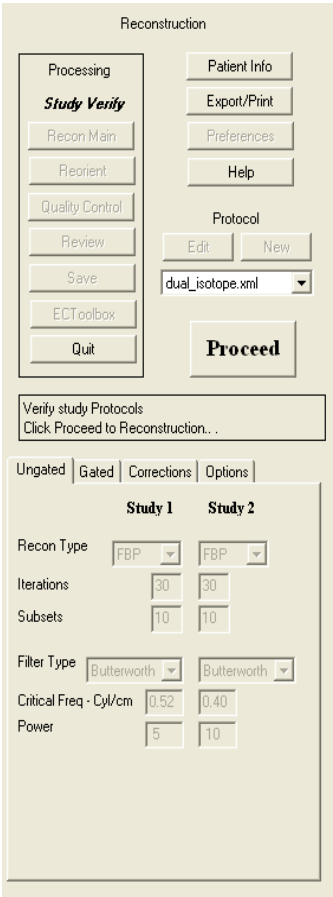 Reconstruction
Processing
Study Verify
Recon Main
Reorient
Quality Control
Review
Save
ECToolbox
Quit
Patient Info
Export/Print
Preferences
Help
Protocol
Edit New
dual_isotope.xml
Proceed
Verify study Protocols
Click Proceed to Reconstruction.. .
Ungated Gated Corrections Options
Study 1 Study 2
Recon Type FBP FBP
Iterations 30 30
Subsets 10 10
Filter Type Butterworth Butterworth
Critical Freq - Cyl/cm 0.52 0.40
Power 5 10